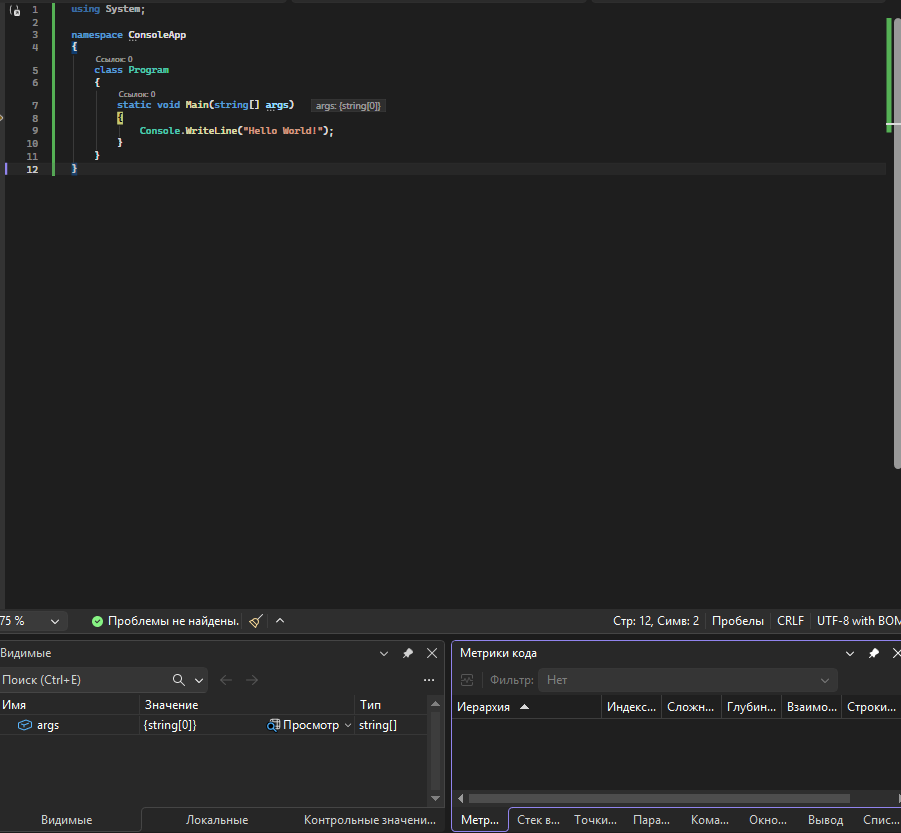 1 using System;
2
3 namespace ConsoleApp
4 {
Ссылок: 0
5 class Program
6 {
Ссылок: 0
7 static void Main(string[] args) args: {string[0]}
8 {
9 Console.WriteLine("Hello World!");
10 }
11 }
12 }
75 % Проблемы не найдены. Стр: 12, Симв: 2 Пробелы CRLF UTF-8 with BOM
Видимые
Поиск (Ctrl+E)
Имя Значение Тип
args {string[0]} Просмотр string[]
Видимые Локальные Контрольные значени...
Метрики кода
Фильтр: Нет
Иерархия Индекс... Сложн... Глубин... Взаимо... Строки...
Метр... Стек в... Точки... Пара... Кома... Окно... Вывод Спис...